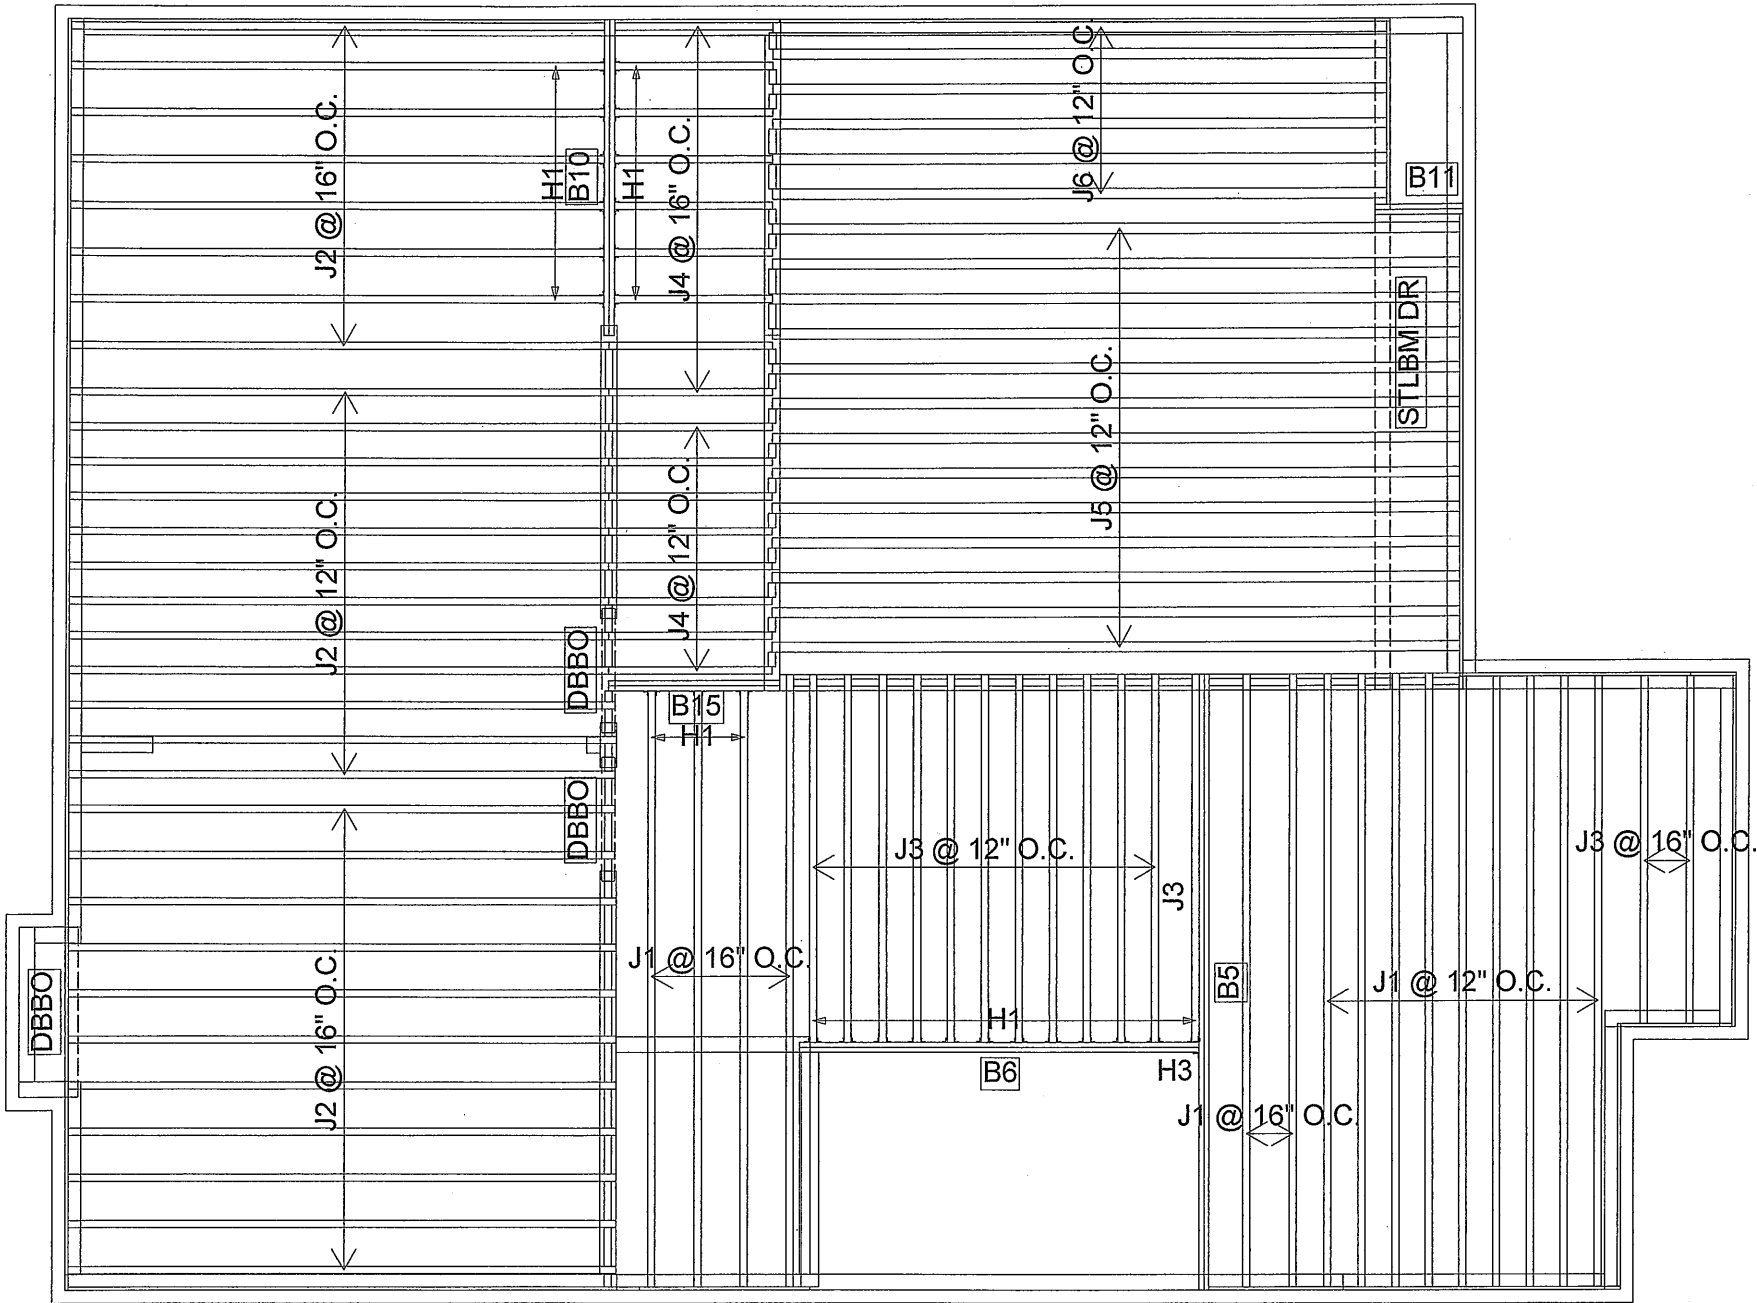 J2 @ 16" O.C.
H1
B10
H1
J4 @ 16" O.C.
J6 @ 12" O.C
B11
STLBM DR
J2 @ 12" O.C.
J4 @ 12" O.C.
J5 @ 12" O.C.
DBBO
B15
H1
DBBO
J3 @ 12" O.C.
J3
J3 @ 16" O.C.
DBBO
J2 @ 16" O.C.
J1 @ 16" O.C.
B5
J1 @ 12" O.C.
H1
B6
H3
J1 @ 16" O.C.